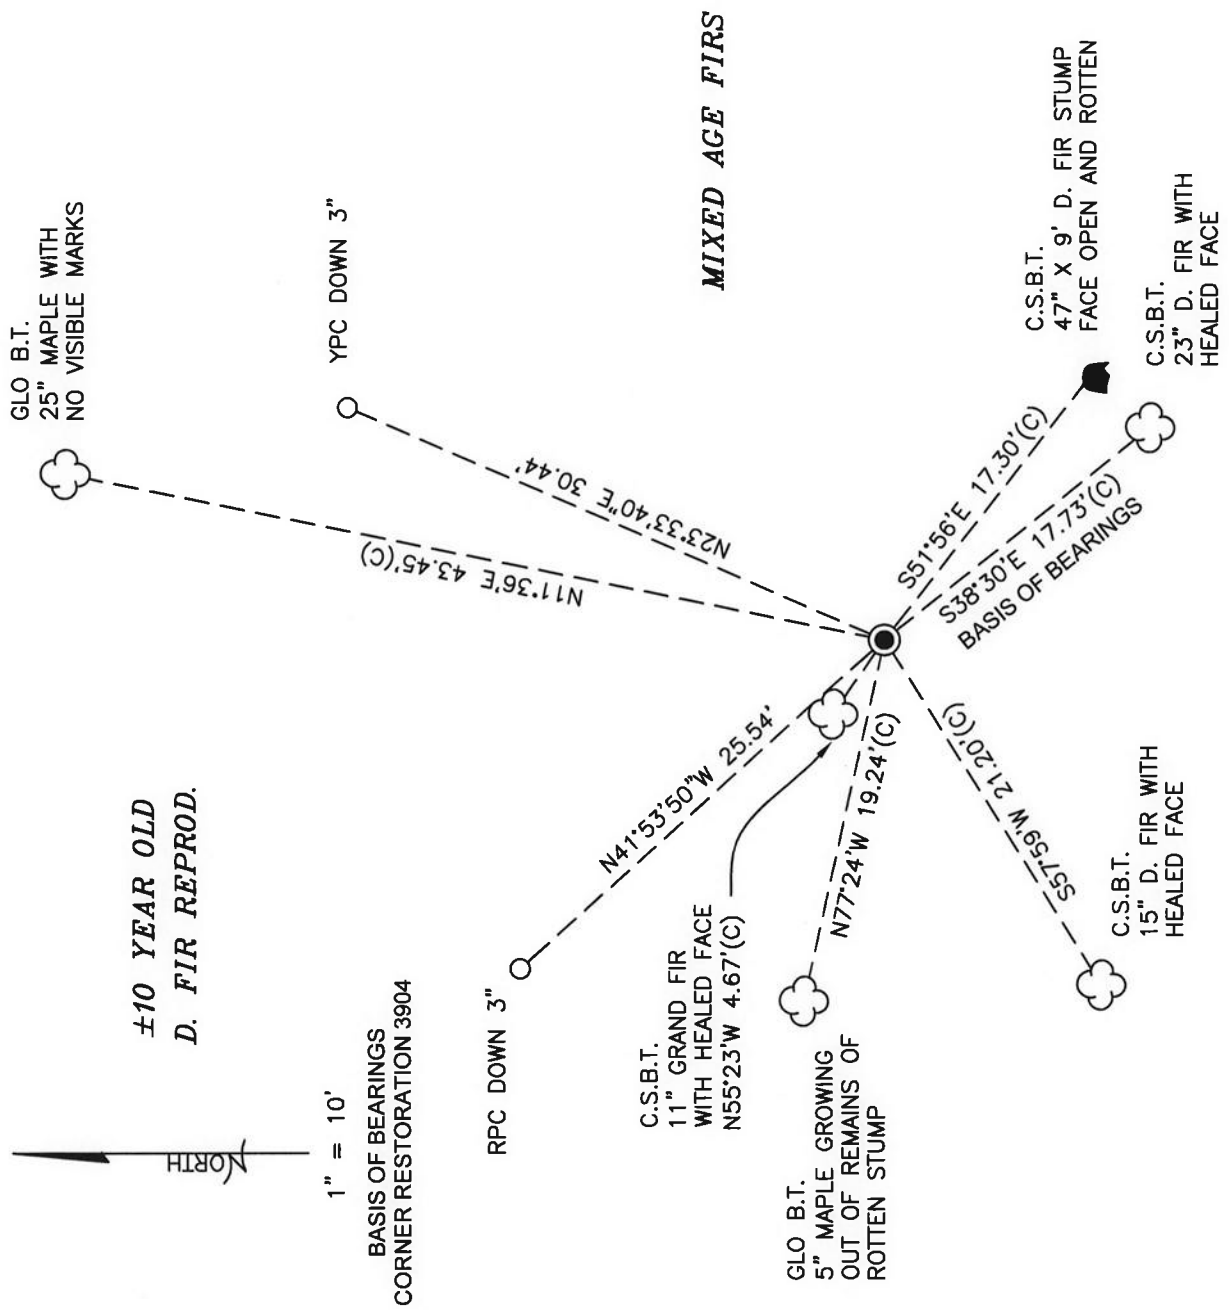 GLO B.T.
25" MAPLE WITH
NO VISIBLE MARKS
YPC DOWN 3"
MIXED AGE FIRS
±10 YEAR OLD
D. FIR REPROD.
NORTH
1" = 10'
BASIS OF BEARINGS
CORNER RESTORATION 3904
RPC DOWN 3"
N11°36'E 43.45'(C)
N23°33'40"E 30.44'
N41°53'50"W 25.54'
C.S.B.T.
11" GRAND FIR
WITH HEALED FACE
N55°23'W 4.67'(C)
N77°24'W 19.24'(C)
GLO B.T.
5" MAPLE GROWING
OUT OF REMAINS OF
ROTTEN STUMP
S57°59'W 21.20'(C)
C.S.B.T.
15" D. FIR WITH
HEALED FACE
S51°56'E 17.30'(C)
C.S.B.T.
47" X 9' D. FIR STUMP
FACE OPEN AND ROTTEN
S38°30'E 17.73'(C)
BASIS OF BEARINGS
C.S.B.T.
23" D. FIR WITH
HEALED FACE